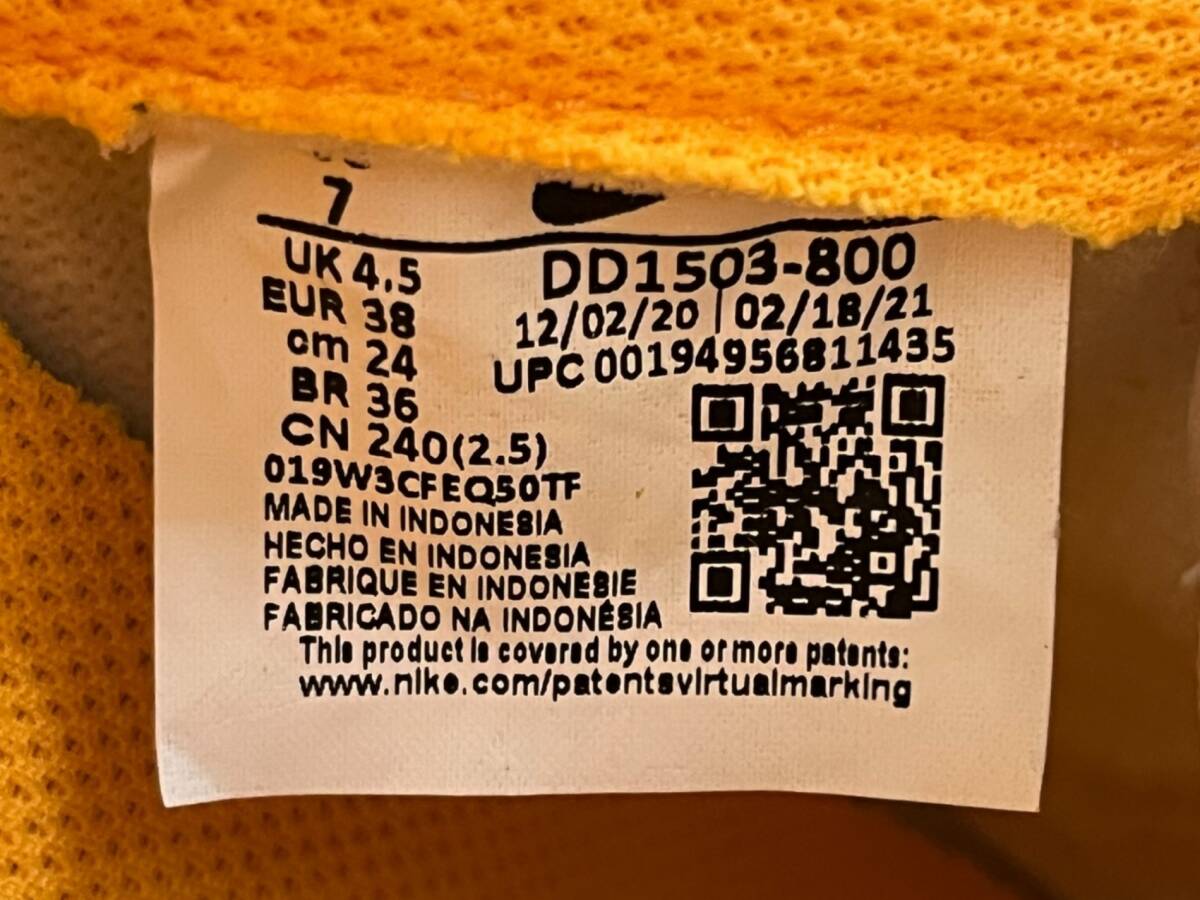 7
UK 4.5
EUR 38
cm 24
BR 36
CN 240(2.5)
DD1503-800
12/02/20 | 02/18/21
UPC 00194956811435
019W3CFEQ50TF
MADE IN INDONESIA
HECHO EN INDONESIA
FABRIQUE EN INDONESIE
FABRICADO NA INDONÉSIA
This product is covered by one or more patents:
www.nike.com/patentsvirtualmarking